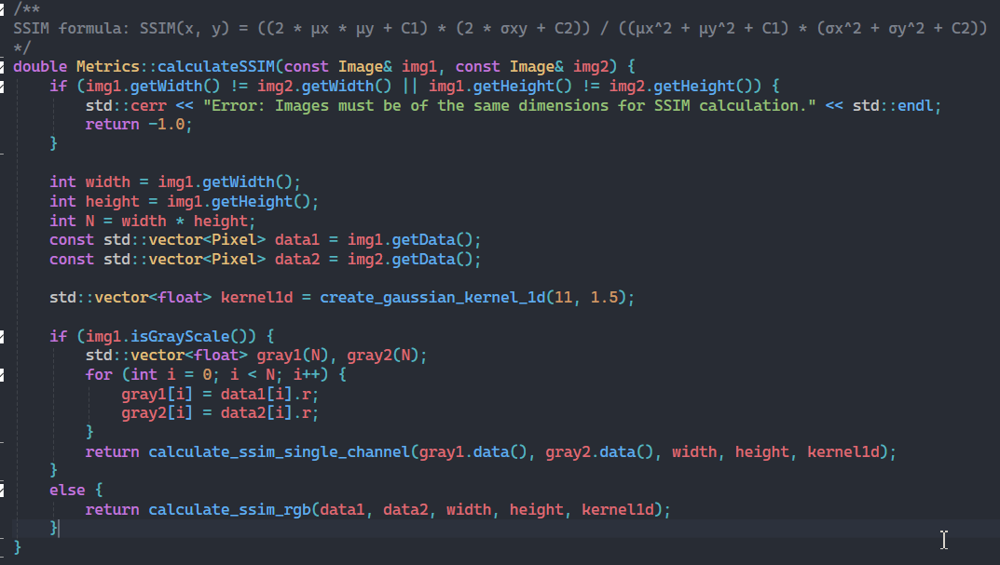 /**
SSIM formula: SSIM(x, y) = ((2 * μx * μy + C1) * (2 * σxy + C2)) / ((μx^2 + μy^2 + C1) * (σx^2 + σy^2 + C2))
*/
double Metrics::calculateSSIM(const Image& img1, const Image& img2) {
    if (img1.getWidth() != img2.getWidth() || img1.getHeight() != img2.getHeight()) {
        std::cerr << "Error: Images must be of the same dimensions for SSIM calculation." << std::endl;
        return -1.0;
    }

    int width = img1.getWidth();
    int height = img1.getHeight();
    int N = width * height;
    const std::vector<Pixel> data1 = img1.getData();
    const std::vector<Pixel> data2 = img2.getData();

    std::vector<float> kernel1d = create_gaussian_kernel_1d(11, 1.5);

    if (img1.isGrayScale()) {
        std::vector<float> gray1(N), gray2(N);
        for (int i = 0; i < N; i++) {
            gray1[i] = data1[i].r;
            gray2[i] = data2[i].r;
        }
        return calculate_ssim_single_channel(gray1.data(), gray2.data(), width, height, kernel1d);
    }
    else {
        return calculate_ssim_rgb(data1, data2, width, height, kernel1d);
    }
}